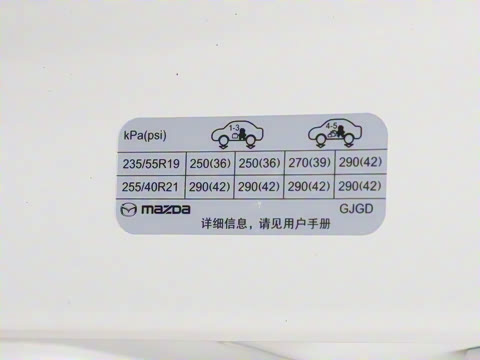 kPa(psi) 1-3 4-5
235/55R19 250(36) 250(36) 270(39) 290(42)
255/40R21 290(42) 290(42) 290(42) 290(42)
mazda GJGD
详细信息，请见用户手册